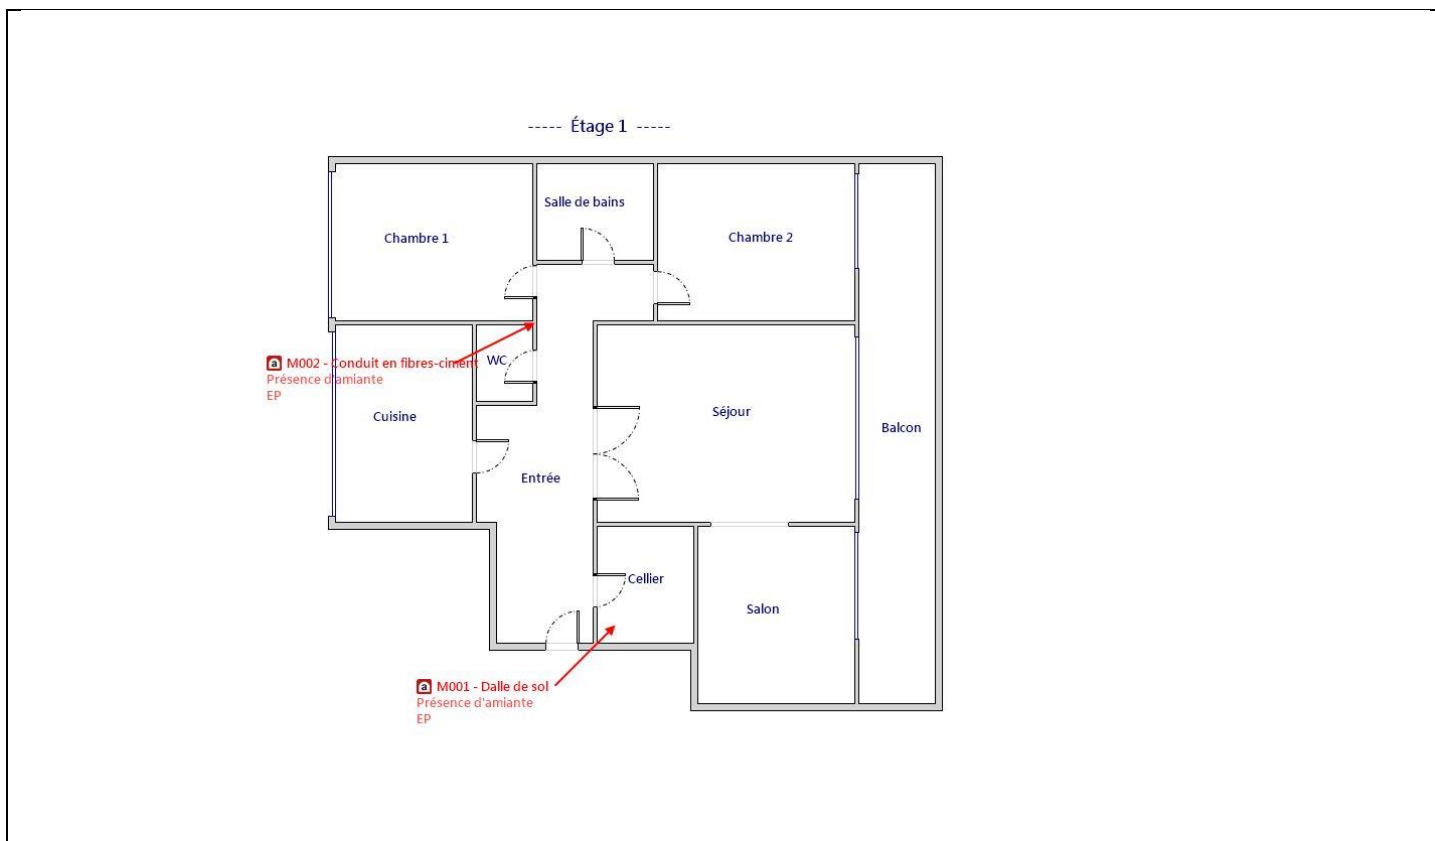 ----- Étage 1 -----
Salle de bains
Chambre 1
Chambre 2
a M002 - Conduit en fibres-ciment
Présence d'amiante
EP
WC
Cuisine
Séjour
Balcon
Entrée
Cellier
Salon
a M001 - Dalle de sol
Présence d'amiante
EP